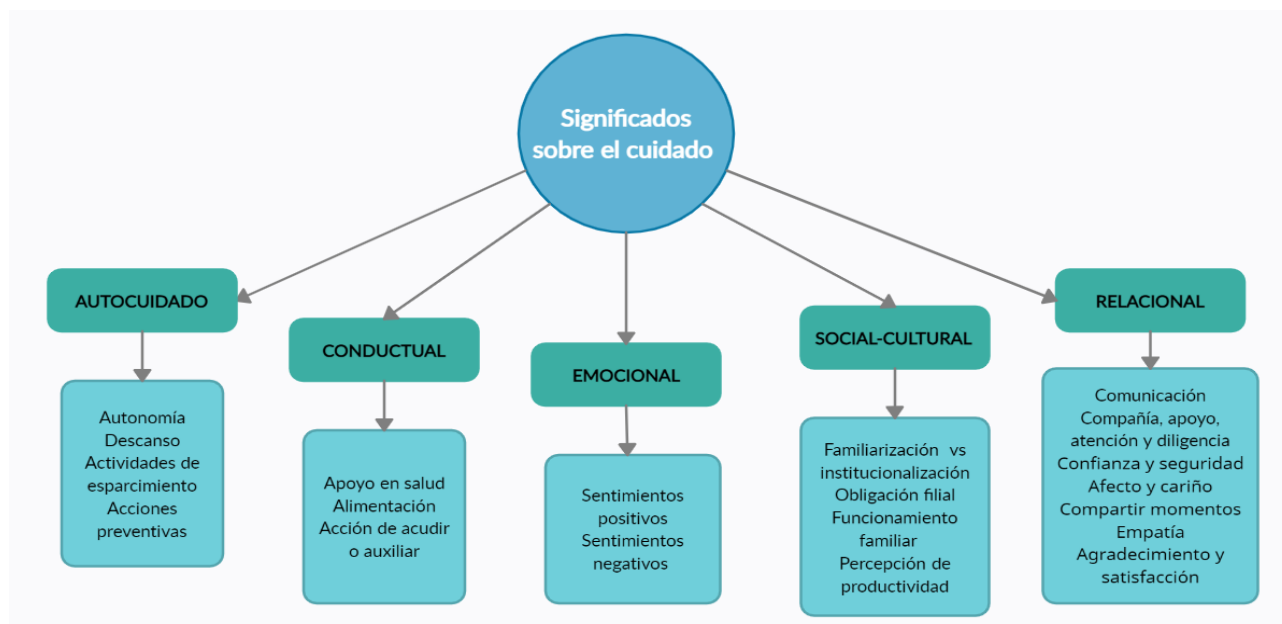 Significados
sobre el cuidado
AUTOCUIDADO
Autonomía
Descanso
Actividades de
esparcimiento
Acciones
preventivas
CONDUCTUAL
Apoyo en salud
Alimentación
Acción de acudir
o auxiliar
EMOCIONAL
Sentimientos
positivos
Sentimientos
negativos
SOCIAL-CULTURAL
Familiarización vs
institucionalización
Obligación filial
Funcionamiento
familiar
Percepción de
productividad
RELACIONAL
Comunicación
Compañía, apoyo,
atención y diligencia
Confianza y seguridad
Afecto y cariño
Compartir momentos
Empatía
Agradecimiento y
satisfacción